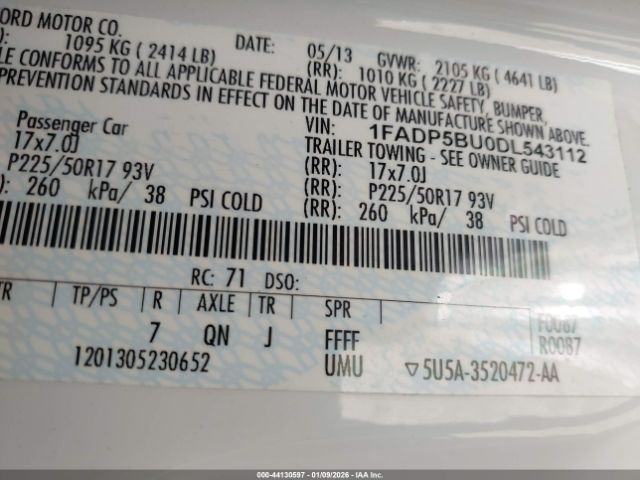 ORD MOTOR CO.
1095 KG ( 2414 LB) DATE: 05/13 GVWR: 2105 KG ( 4641 LB)
(RR): 1010 KG ( 2227 LB)
LE CONFORMS TO ALL APPLICABLE FEDERAL MOTOR VEHICLE SAFETY, BUMPER,
PREVENTION STANDARDS IN EFFECT ON THE DATE OF MANUFACTURE SHOWN ABOVE.
VIN: 1FADP5BU0DL543112
Passenger Car TRAILER TOWING - SEE OWNER GUIDE
17x7.0J (RR): 17x7.0J
P225/50R17 93V (RR): P225/50R17 93V
): 260 kPa/ 38 PSI COLD (RR): 260 kPa/ 38 PSI COLD
RC: 71 DSO:
TR TP/PS R AXLE TR SPR F0087
7 QN J FFFF R0087
1201305230652 UMU ▽5U5A-3520472-AA
000-44130597 - 01/09/2026 - IAA Corp.